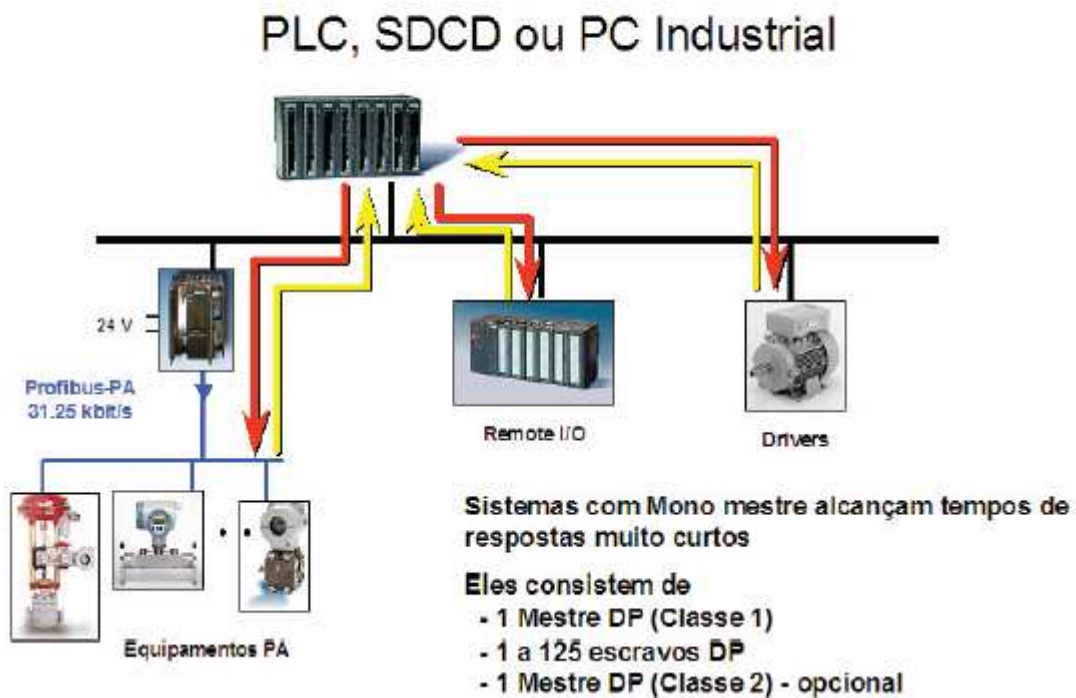 PLC, SDCD ou PC Industrial
24 V
Profibus-PA
31.25 kbit/s
Remote I/O
Drivers
Equipamentos PA
Sistemas com Mono mestre alcançam tempos de
respostas muito curtos
Eles consistem de
- 1 Mestre DP (Classe 1)
- 1 a 125 escravos DP
- 1 Mestre DP (Classe 2) - opcional